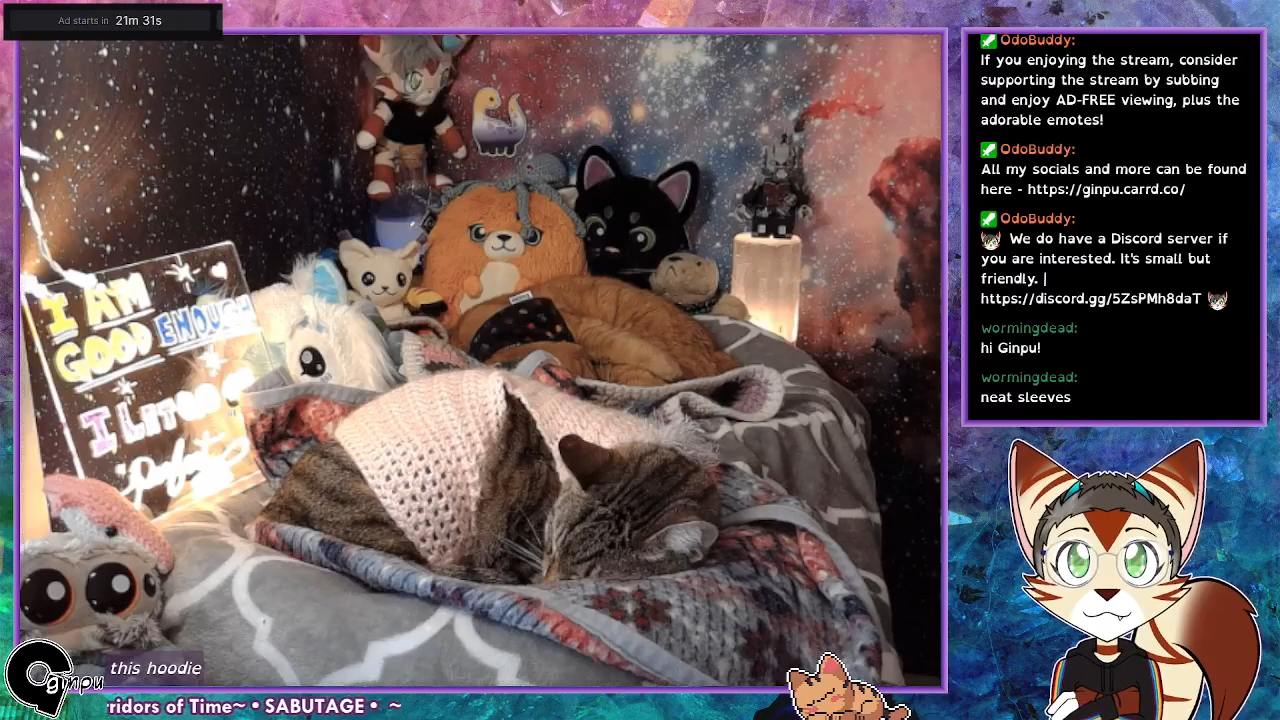 Ad starts in 21m 31s
I AM
GOOD ENOUGH
OdoBuddy:
If you enjoying the stream, consider
supporting the stream by subbing
and enjoy AD-FREE viewing, plus the
adorable emotes!
OdoBuddy:
All my socials and more can be found
here - https://ginpu.carrd.co/
OdoBuddy:
We do have a Discord server if
you are interested. It's small but
friendly. |
https://discord.gg/5ZsPMh8daT
wormingdead:
hi Ginpu!
wormingdead:
neat sleeves
ginpu
this hoodie
ridors of Time~ • SABUTAGE • ~